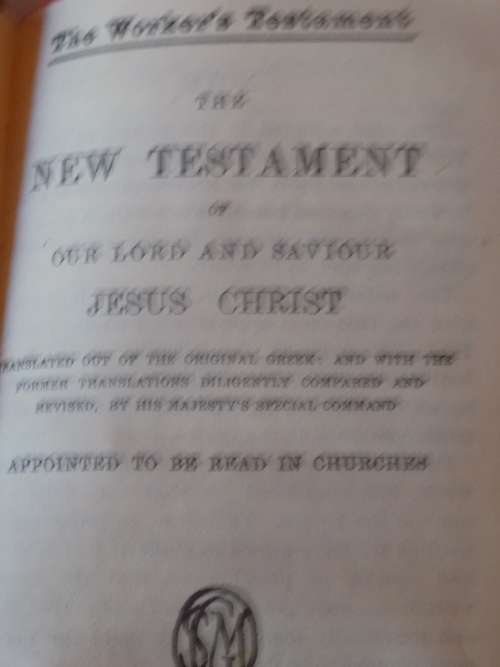 The Worker's Testament
THE
NEW TESTAMENT
OF
OUR LORD AND SAVIOUR
JESUS CHRIST
TRANSLATED OUT OF THE ORIGINAL GREEK: AND WITH THE
FORMER TRANSLATIONS DILIGENTLY COMPARED AND
REVISED, BY HIS MAJESTY'S SPECIAL COMMAND
APPOINTED TO BE READ IN CHURCHES